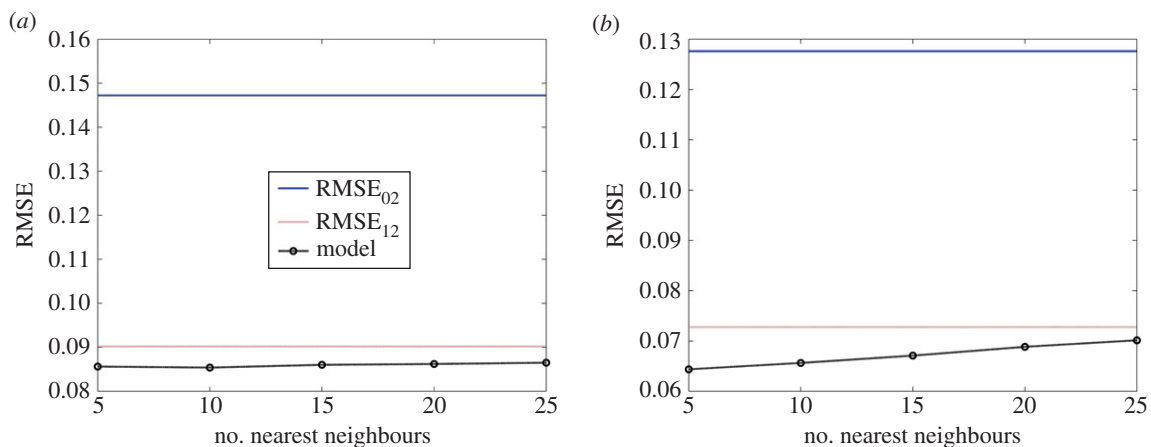 (a)
0.16
0.15
0.14
0.13
0.12
0.11
0.10
0.09
0.08
RMSE
RMSE02
RMSE12
model
5 10 15 20 25
no. nearest neighbours
(b)
0.13
0.12
0.11
0.10
0.09
0.08
0.07
0.06
RMSE
5 10 15 20 25
no. nearest neighbours